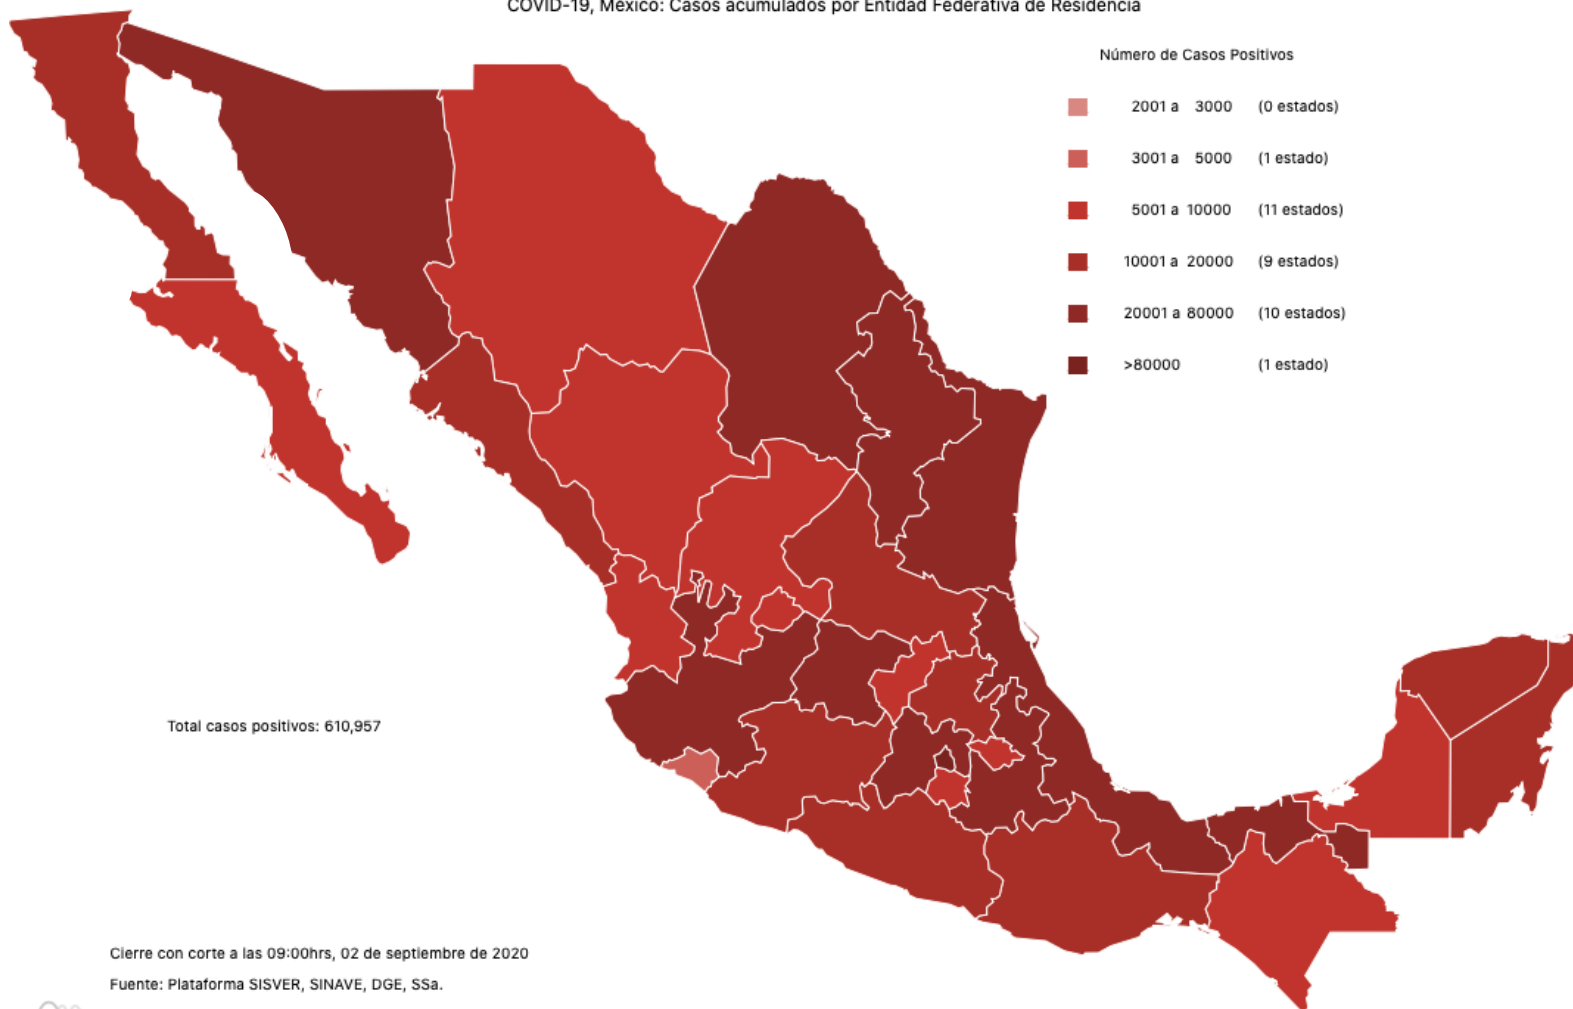 COVID-19, México: Casos acumulados por Entidad Federativa de Residencia
Número de Casos Positivos
2001 a 3000 (0 estados)
3001 a 5000 (1 estado)
5001 a 10000 (11 estados)
10001 a 20000 (9 estados)
20001 a 80000 (10 estados)
>80000 (1 estado)
Total casos positivos: 610,957
Cierre con corte a las 09:00hrs, 02 de septiembre de 2020
Fuente: Plataforma SISVER, SINAVE, DGE, SSa.